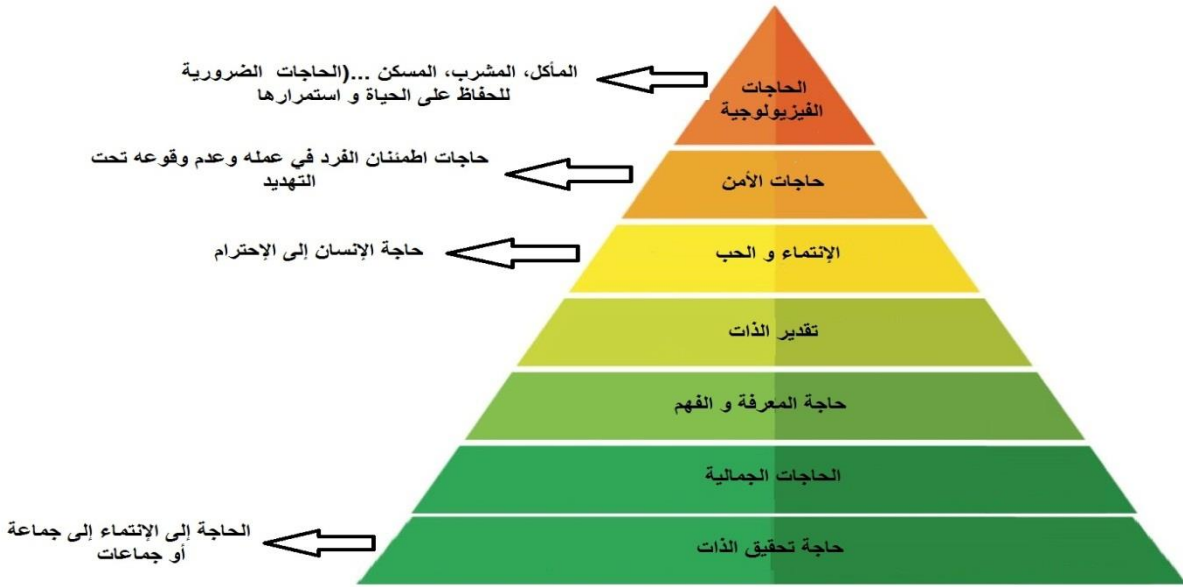 المأكل، المشرب، المسكن ...(الحاجات الضرورية
للحفاظ على الحياة و استمرارها
الحاجات
الفيزيولوجية
حاجات اطمئنان الفرد في عمله وعدم وقوعه تحت
التهديد
حاجات الأمن
حاجة الإنسان إلى الإحترام
الإنتماء و الحب
تقدير الذات
حاجة المعرفة و الفهم
الحاجات الجمالية
الحاجة إلى الإنتماء إلى جماعة
أو جماعات
حاجة تحقيق الذات